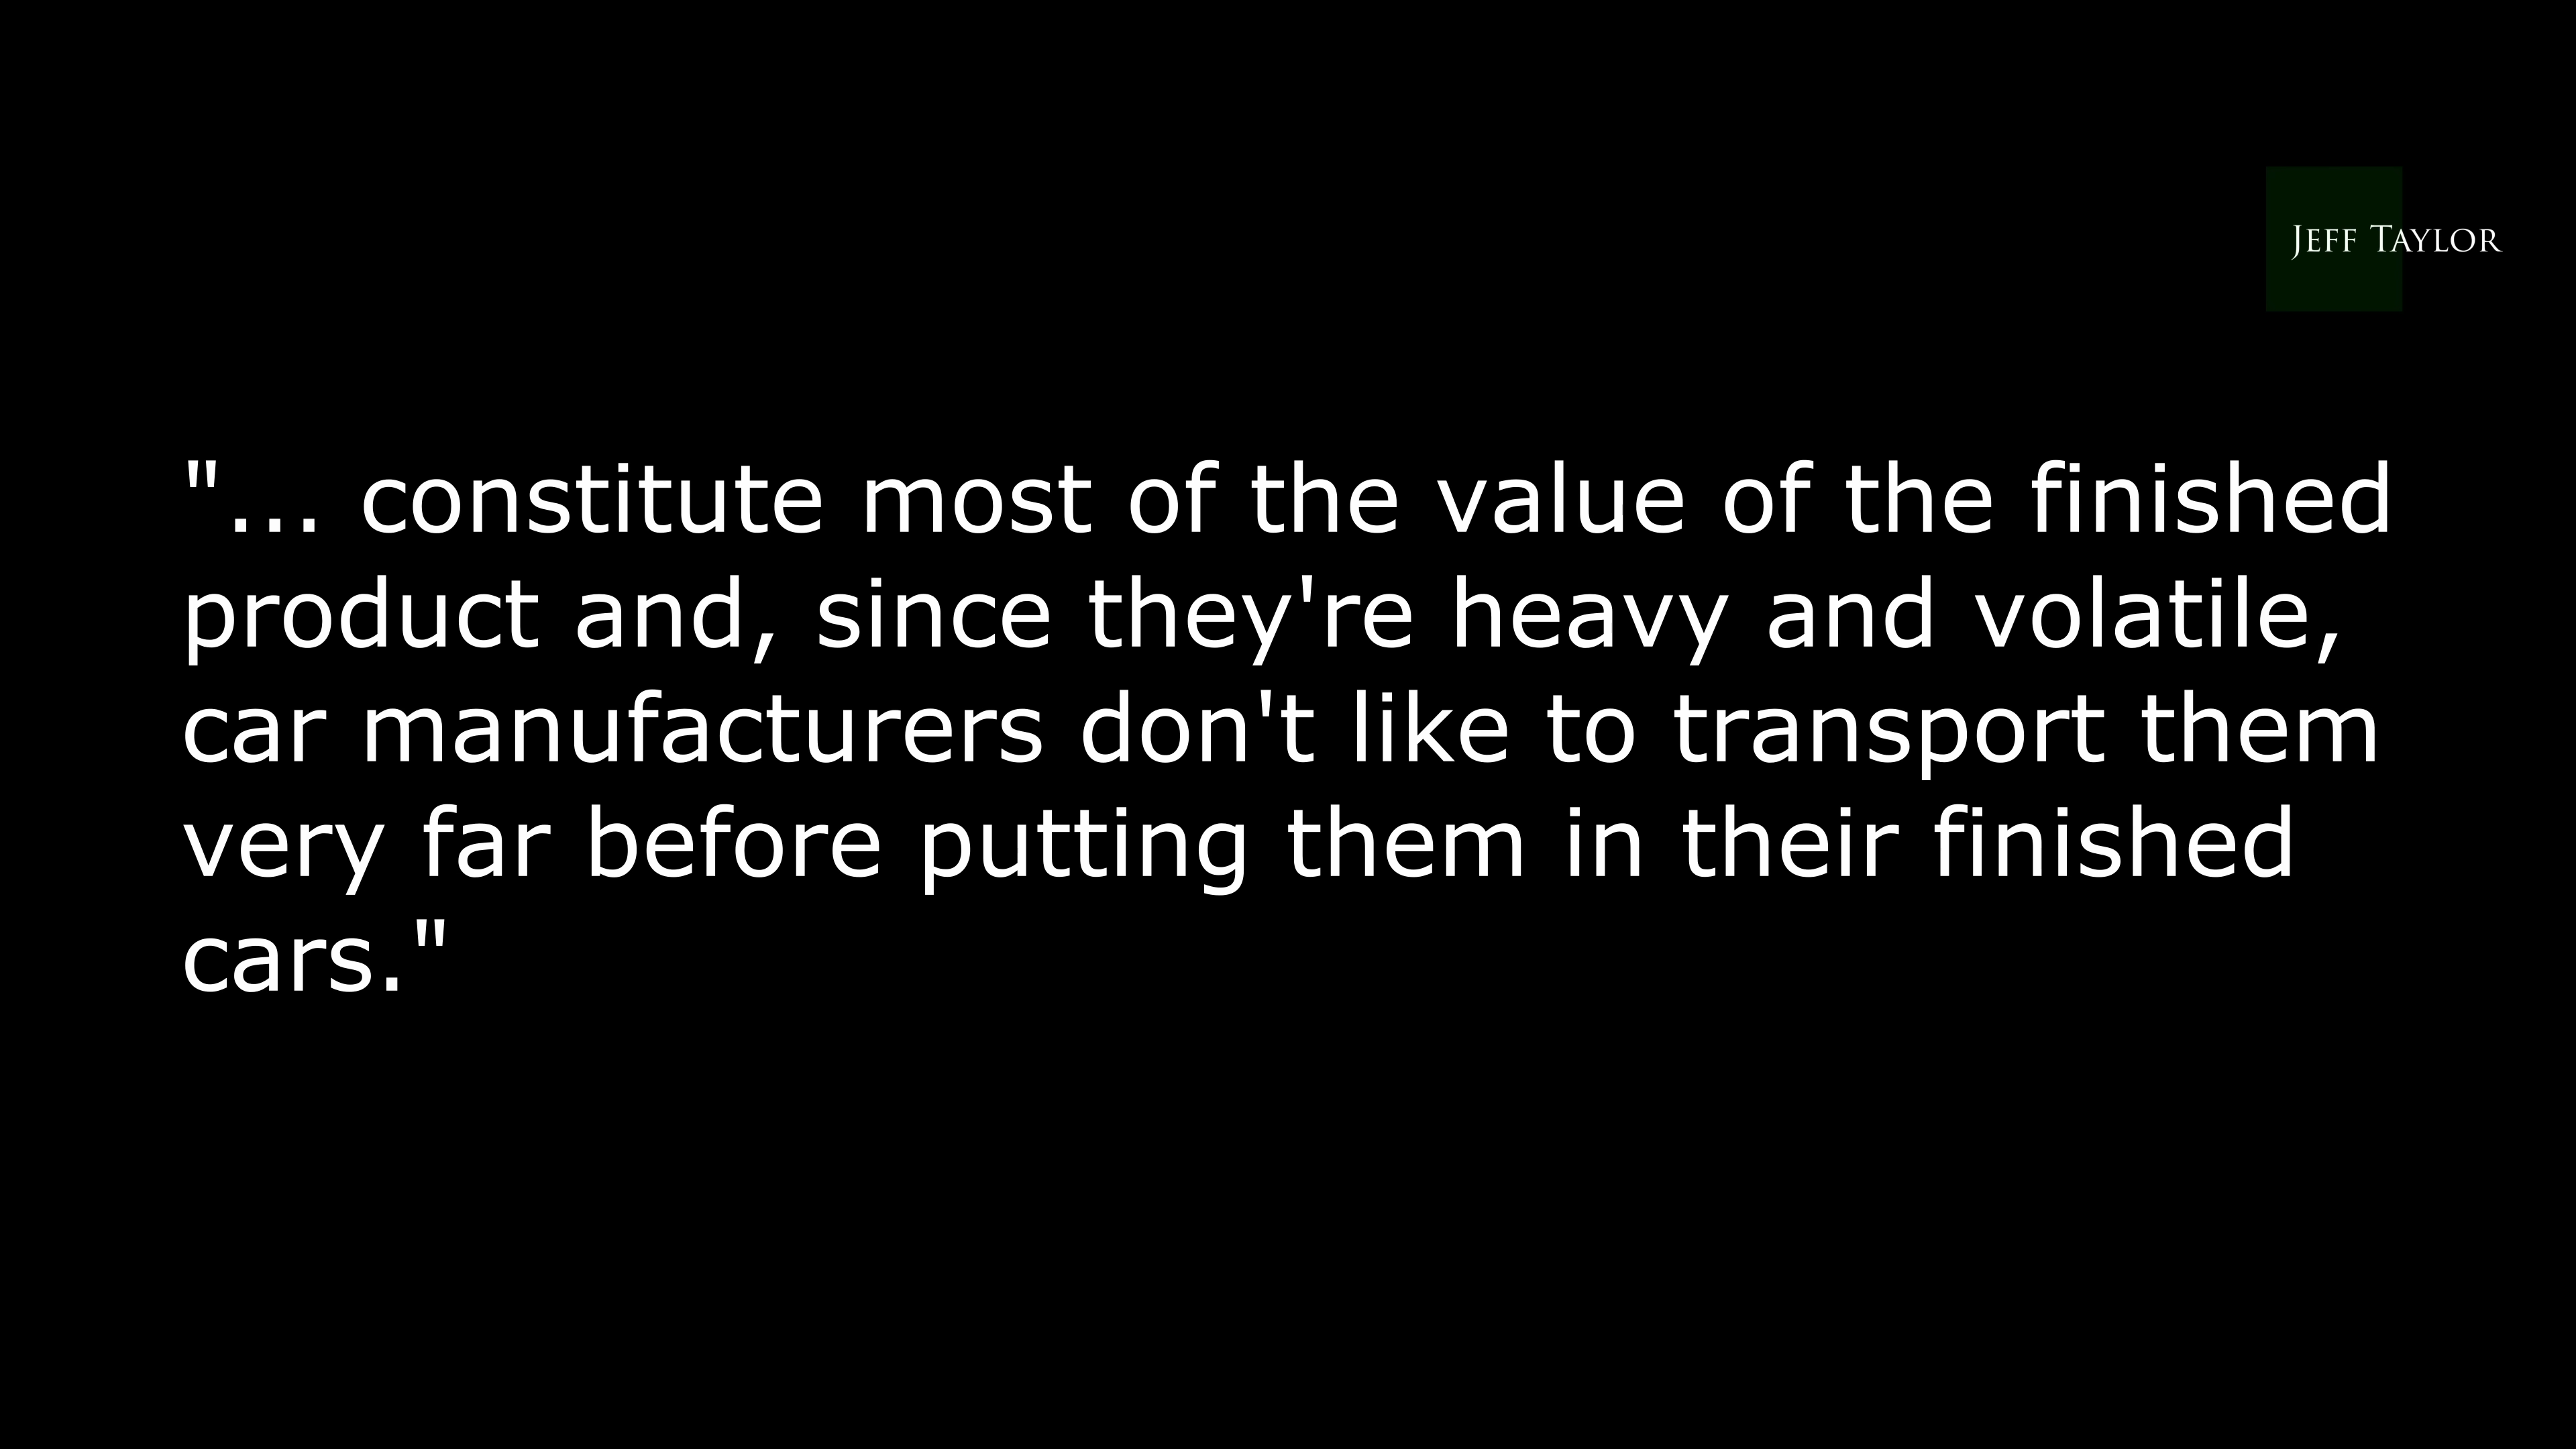 JEFF TAYLOR
"... constitute most of the value of the finished
product and, since they're heavy and volatile,
car manufacturers don't like to transport them
very far before putting them in their finished
cars."